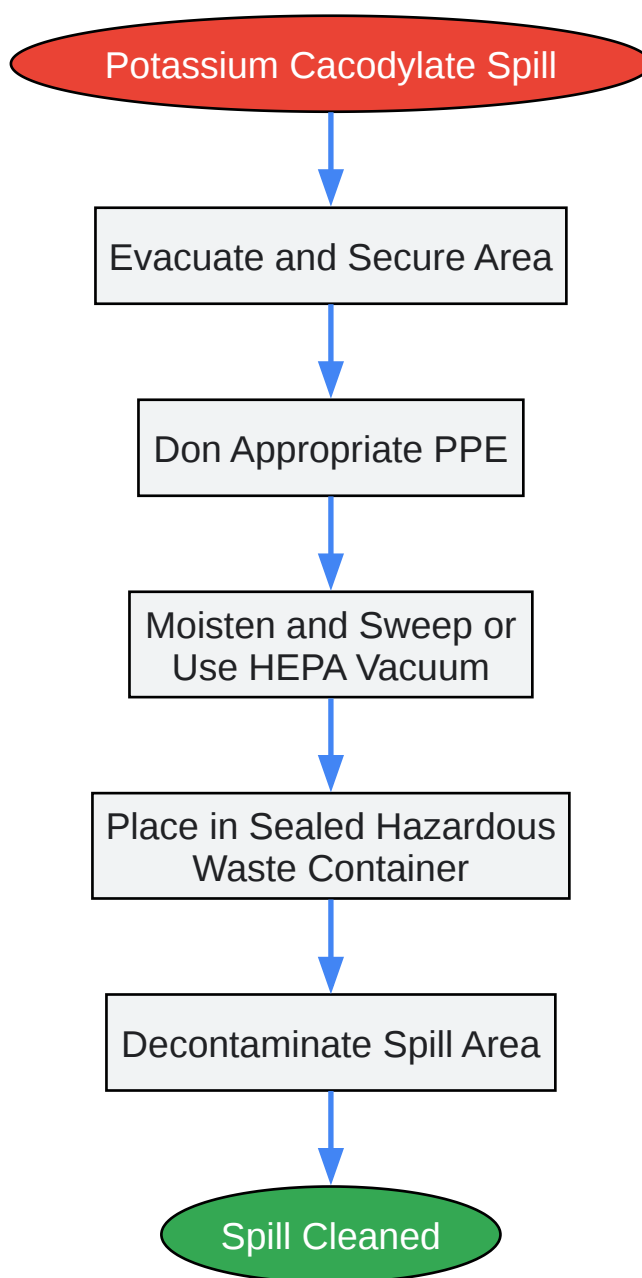 Potassium Cacodylate Spill
Evacuate and Secure Area
Don Appropriate PPE
Moisten and Sweep or
Use HEPA Vacuum
Place in Sealed Hazardous
Waste Container
Decontaminate Spill Area
Spill Cleaned